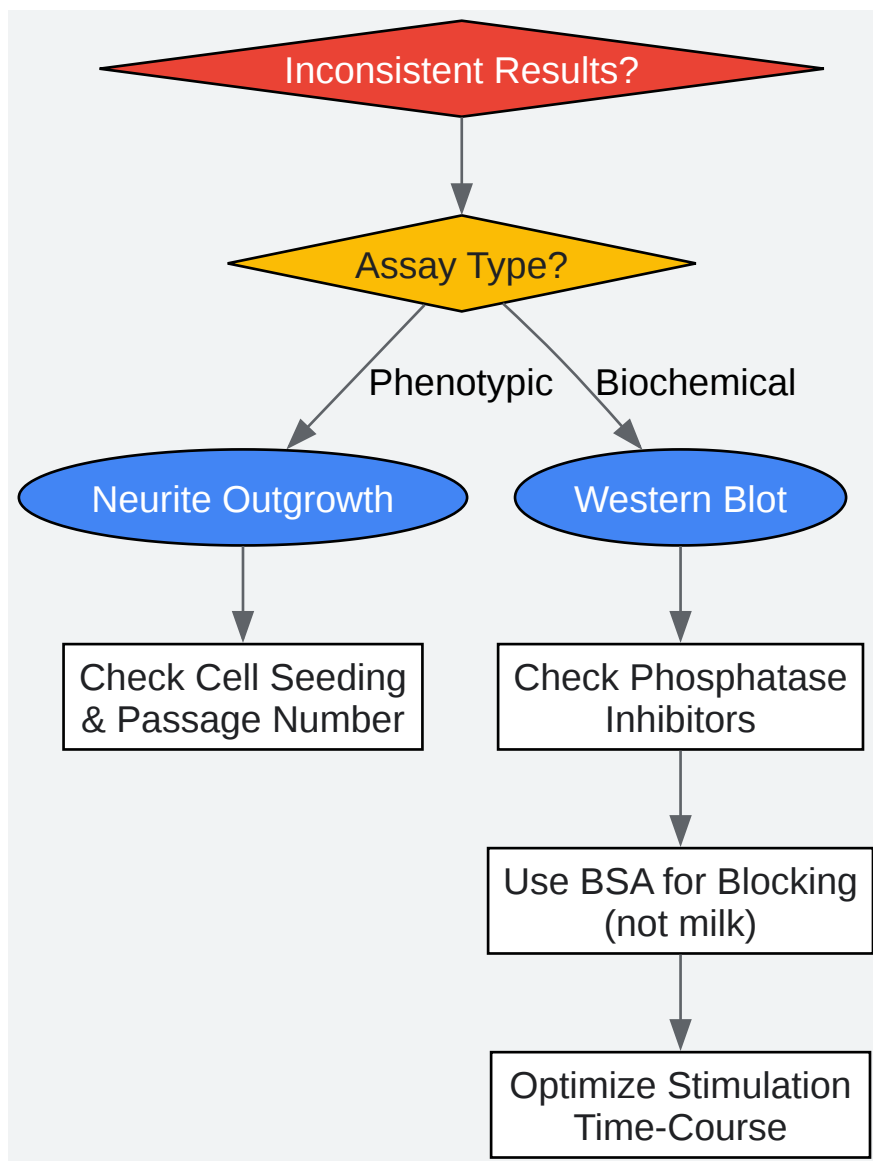 Inconsistent Results?
Assay Type?
Phenotypic
Biochemical
Neurite Outgrowth
Western Blot
Check Cell Seeding
& Passage Number
Check Phosphatase
Inhibitors
Use BSA for Blocking
(not milk)
Optimize Stimulation
Time-Course